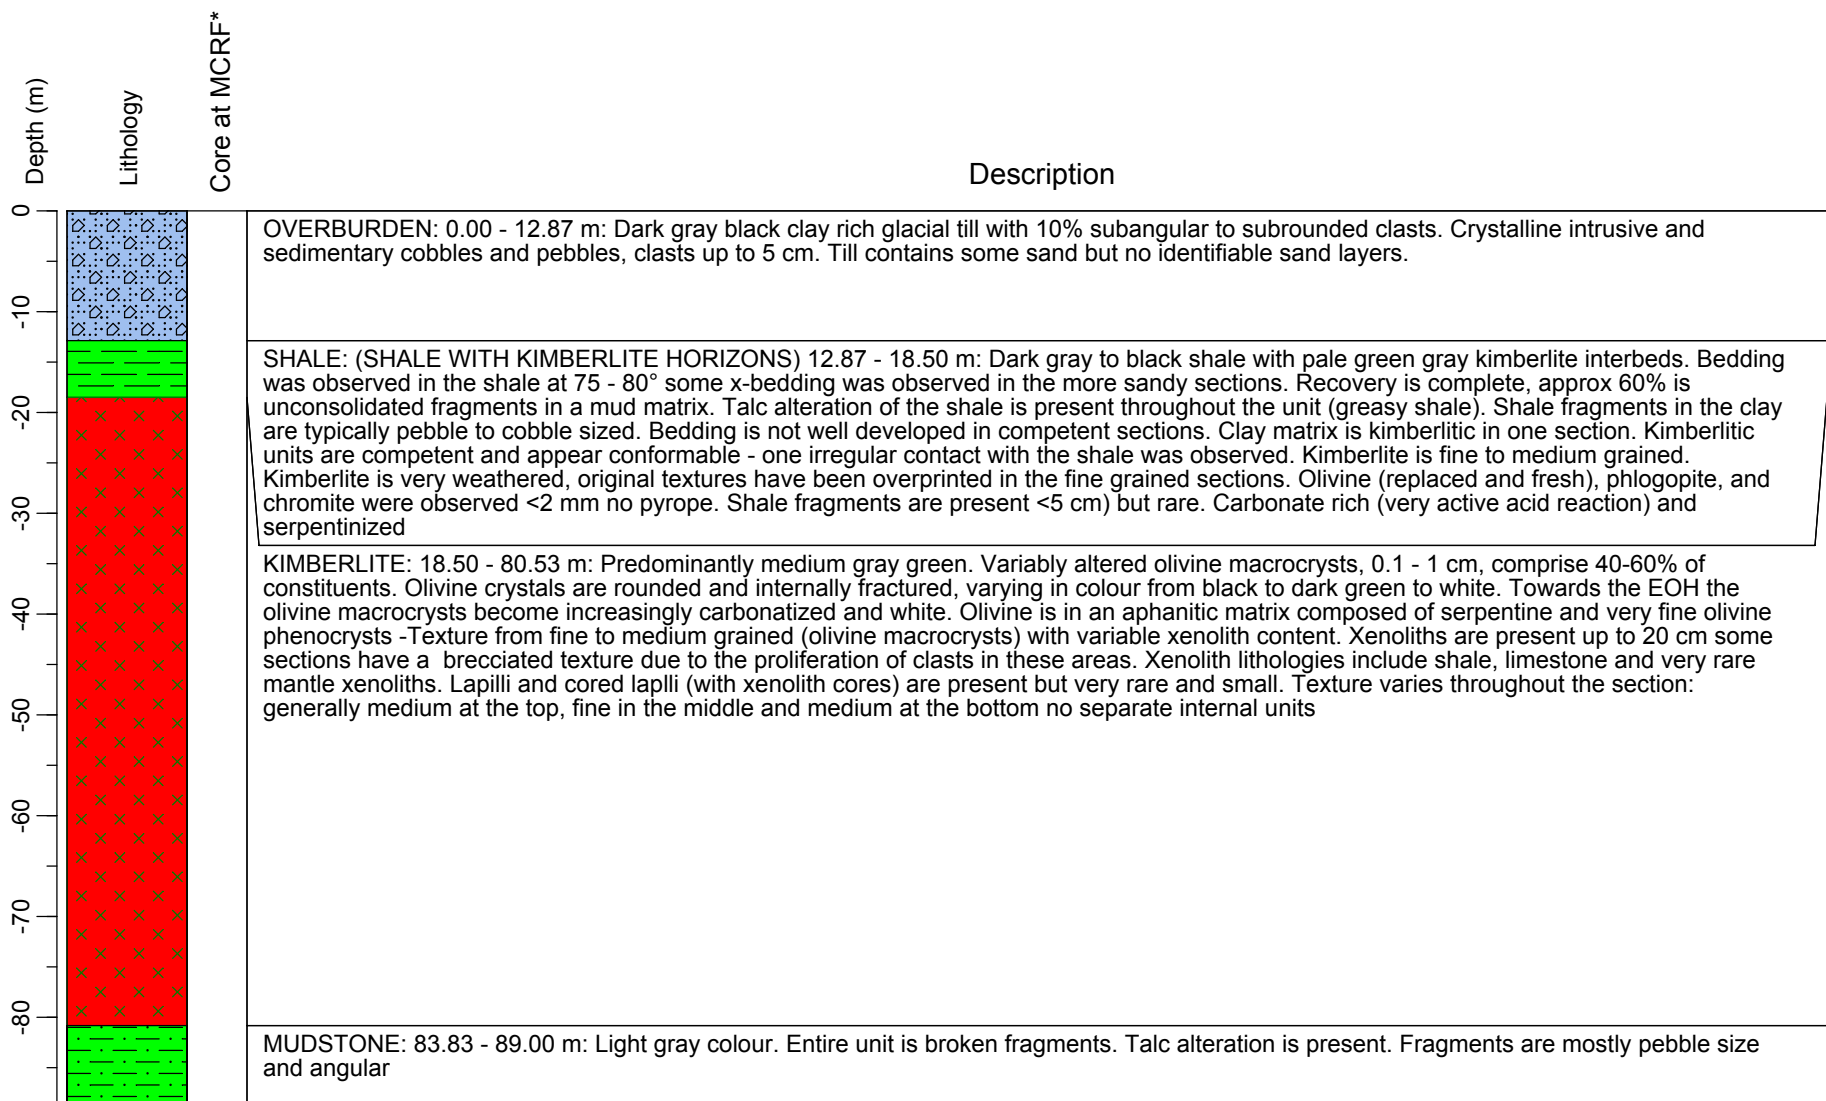 Depth (m)
Lithology
Core at MCRF*
Description
0
-10
-20
-30
-40
-50
-60
-70
-80
OVERBURDEN: 0.00 - 12.87 m: Dark gray black clay rich glacial till with 10% subangular to subrounded clasts. Crystalline intrusive and
sedimentary cobbles and pebbles, clasts up to 5 cm. Till contains some sand but no identifiable sand layers.
SHALE: (SHALE WITH KIMBERLITE HORIZONS) 12.87 - 18.50 m: Dark gray to black shale with pale green gray kimberlite interbeds. Bedding
was observed in the shale at 75 - 80° some x-bedding was observed in the more sandy sections. Recovery is complete, approx 60% is
unconsolidated fragments in a mud matrix. Talc alteration of the shale is present throughout the unit (greasy shale). Shale fragments in the clay
are typically pebble to cobble sized. Bedding is not well developed in competent sections. Clay matrix is kimberlitic in one section. Kimberlitic
units are competent and appear conformable - one irregular contact with the shale was observed. Kimberlite is fine to medium grained.
Kimberlite is very weathered, original textures have been overprinted in the fine grained sections. Olivine (replaced and fresh), phlogopite, and
chromite were observed <2 mm no pyrope. Shale fragments are present <5 cm) but rare. Carbonate rich (very active acid reaction) and
serpentinized
KIMBERLITE: 18.50 - 80.53 m: Predominantly medium gray green. Variably altered olivine macrocrysts, 0.1 - 1 cm, comprise 40-60% of
constituents. Olivine crystals are rounded and internally fractured, varying in colour from black to dark green to white. Towards the EOH the
olivine macrocrysts become increasingly carbonatized and white. Olivine is in an aphanitic matrix composed of serpentine and very fine olivine
phenocrysts -Texture from fine to medium grained (olivine macrocrysts) with variable xenolith content. Xenoliths are present up to 20 cm some
sections have a  brecciated texture due to the proliferation of clasts in these areas. Xenolith lithologies include shale, limestone and very rare
mantle xenoliths. Lapilli and cored laplli (with xenolith cores) are present but very rare and small. Texture varies throughout the section:
generally medium at the top, fine in the middle and medium at the bottom no separate internal units
MUDSTONE: 83.83 - 89.00 m: Light gray colour. Entire unit is broken fragments. Talc alteration is present. Fragments are mostly pebble size
and angular